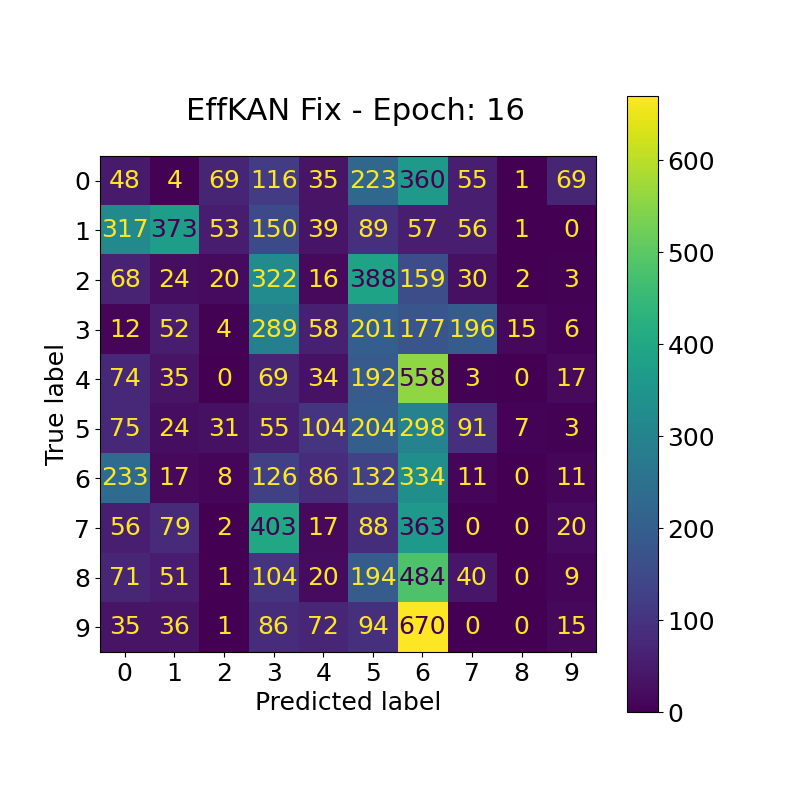 EffKAN Fix - Epoch: 16
0 48 4 69 116 35 223 360 55 1 69
1 317 373 53 150 39 89 57 56 1 0
2 68 24 20 322 16 388 159 30 2 3
3 12 52 4 289 58 201 177 196 15 6
4 74 35 0 69 34 192 558 3 0 17
5 75 24 31 55 104 204 298 91 7 3
6 233 17 8 126 86 132 334 11 0 11
7 56 79 2 403 17 88 363 0 0 20
8 71 51 1 104 20 194 484 40 0 9
9 35 36 1 86 72 94 670 0 0 15
0 1 2 3 4 5 6 7 8 9
Predicted label
True label
600
500
400
300
200
100
0